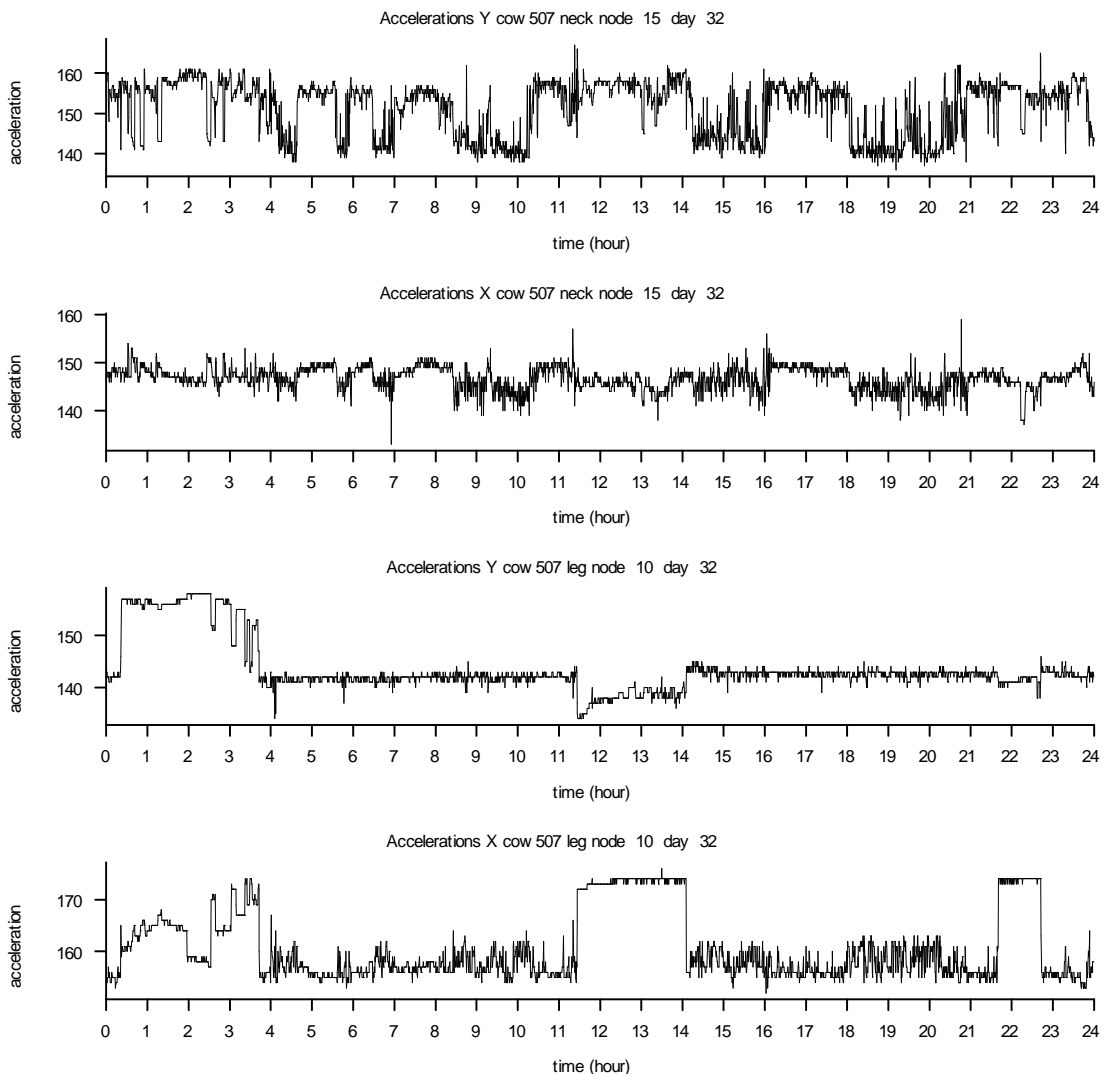 Accelerations Y cow 507 neck node 15 day 32
acceleration
160
150
140
0 1 2 3 4 5 6 7 8 9 10 11 12 13 14 15 16 17 18 19 20 21 22 23 24
time (hour)
Accelerations X cow 507 neck node 15 day 32
acceleration
160
150
140
0 1 2 3 4 5 6 7 8 9 10 11 12 13 14 15 16 17 18 19 20 21 22 23 24
time (hour)
Accelerations Y cow 507 leg node 10 day 32
acceleration
150
140
0 1 2 3 4 5 6 7 8 9 10 11 12 13 14 15 16 17 18 19 20 21 22 23 24
time (hour)
Accelerations X cow 507 leg node 10 day 32
acceleration
170
160
0 1 2 3 4 5 6 7 8 9 10 11 12 13 14 15 16 17 18 19 20 21 22 23 24
time (hour)